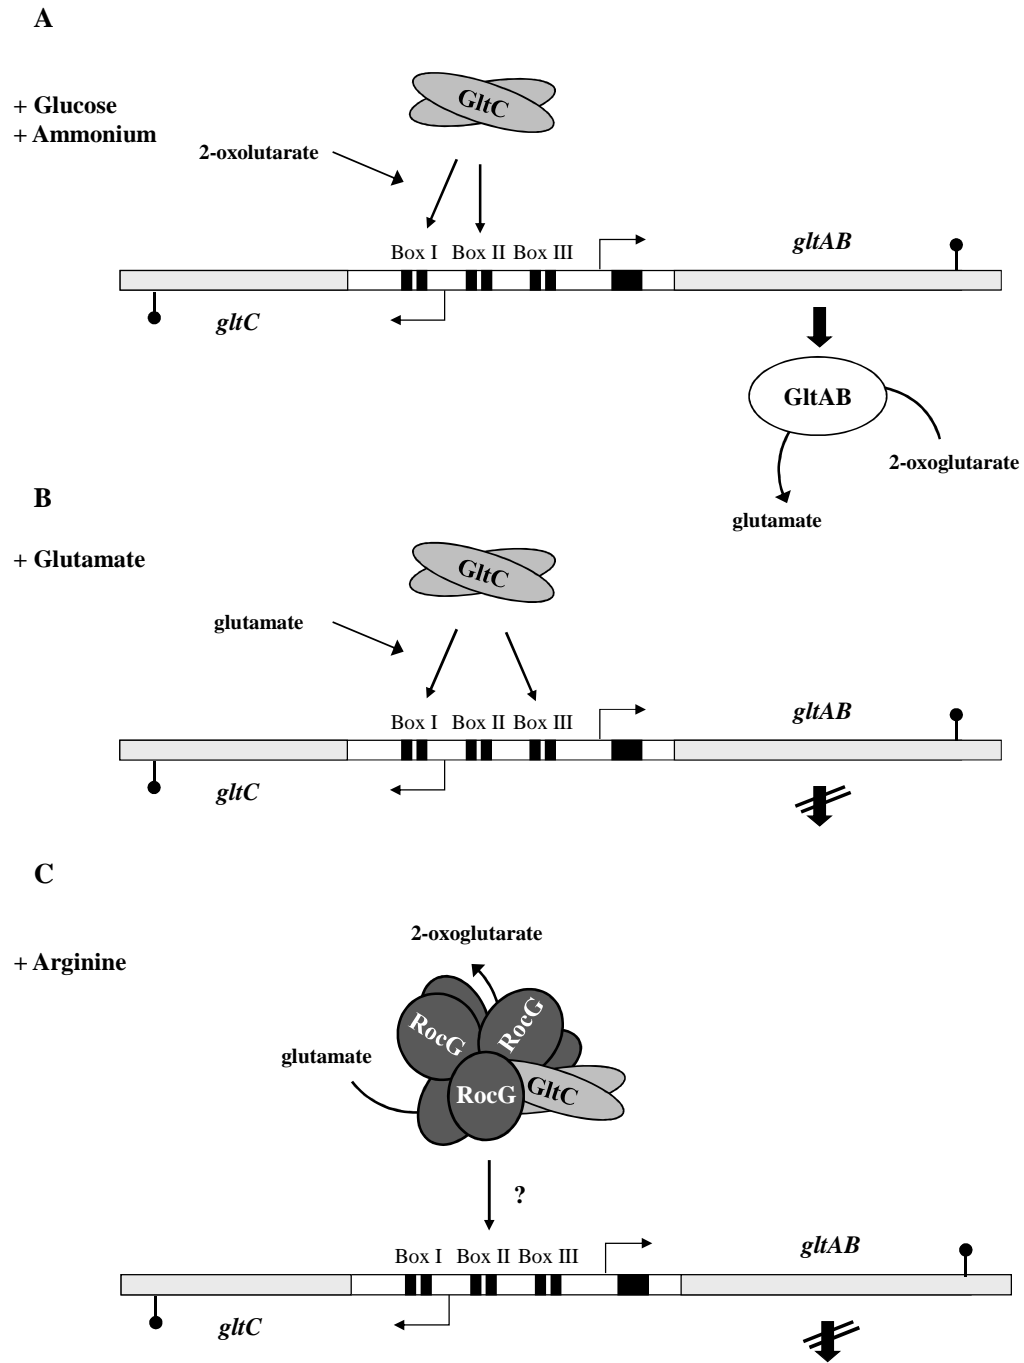 A
+ Glucose
+ Ammonium
GltC
2-oxolutarate
Box I Box II Box III
gltAB
gltC
GltAB
2-oxoglutarate
glutamate
B
+ Glutamate
GltC
glutamate
Box I Box II Box III
gltAB
gltC
C
+ Arginine
2-oxoglutarate
RocG
RocG
glutamate
RocG
GltC
?
Box I Box II Box III
gltAB
gltC